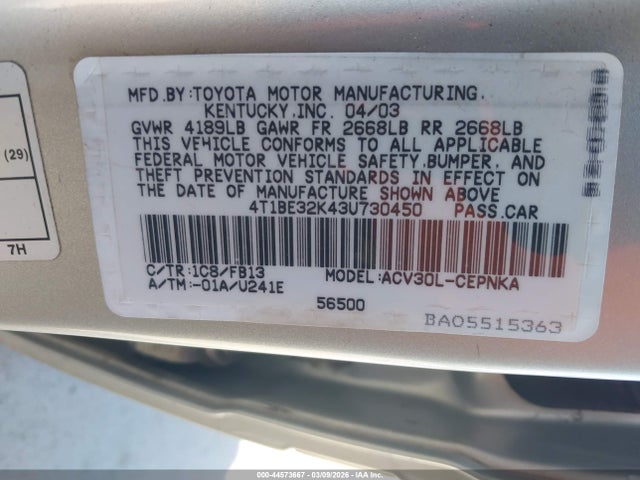 MFD.BY:TOYOTA MOTOR MANUFACTURING.
KENTUCKY,INC. 04/03
GVWR 4189LB GAWR FR 2668LB RR 2668LB
THIS VEHICLE CONFORMS TO ALL APPLICABLE
FEDERAL MOTOR VEHICLE SAFETY,BUMPER, AND
THEFT PREVENTION STANDARDS IN EFFECT ON
THE DATE OF MANUFACTURE SHOWN ABOVE
4T1BE32K43U730450 PASS.CAR
C/TR:1C8/FB13 MODEL:ACV30L-CEPNKA
A/TM:-01A/U241E
56500
BA05515363
(29)
7H
000-44573667 | 03/09/2026 - Copart